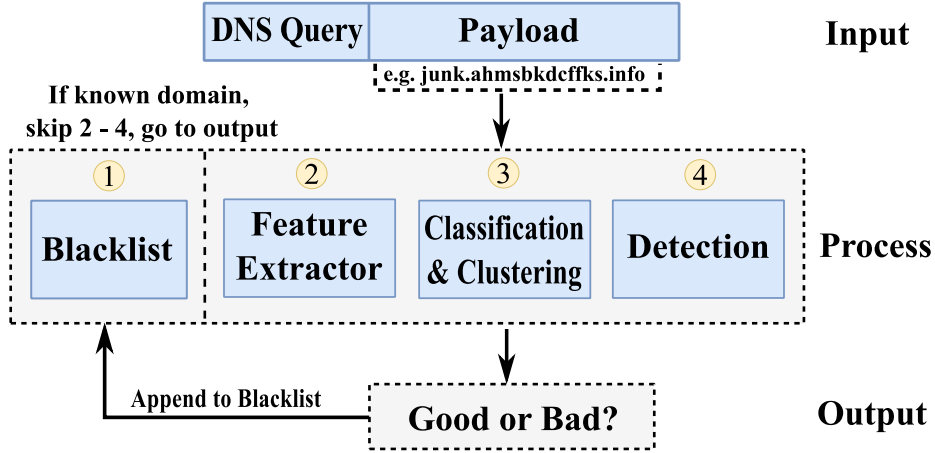 DNS Query
Payload
Input
e.g. junk.ahmsbkdcffks.info
If known domain,
skip 2 - 4, go to output
1
2
3
4
Blacklist
Feature
Extractor
Classification
& Clustering
Detection
Process
Append to Blacklist
Good or Bad?
Output